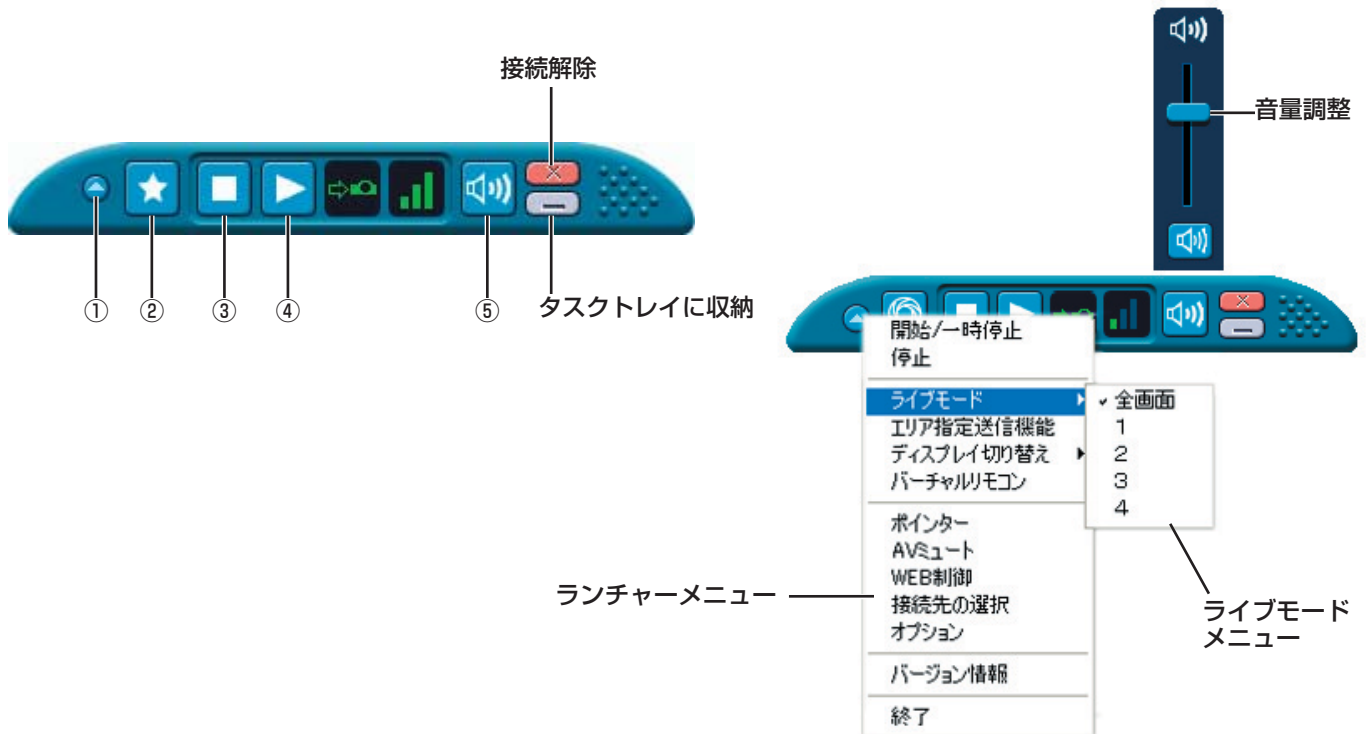 接続解除
①
②
③
④
⑤
タスクトレイに収納
音量調整
開始/一時停止
停止
ライブモード
エリア指定送信機能
ディスプレイ切り替え
バーチャルリモコン
ポインター
AVミュート
WEB制御
接続先の選択
オプション
バージョン情報
終了
全画面
1
2
3
4
ランチャーメニュー
ライブモード
メニュー